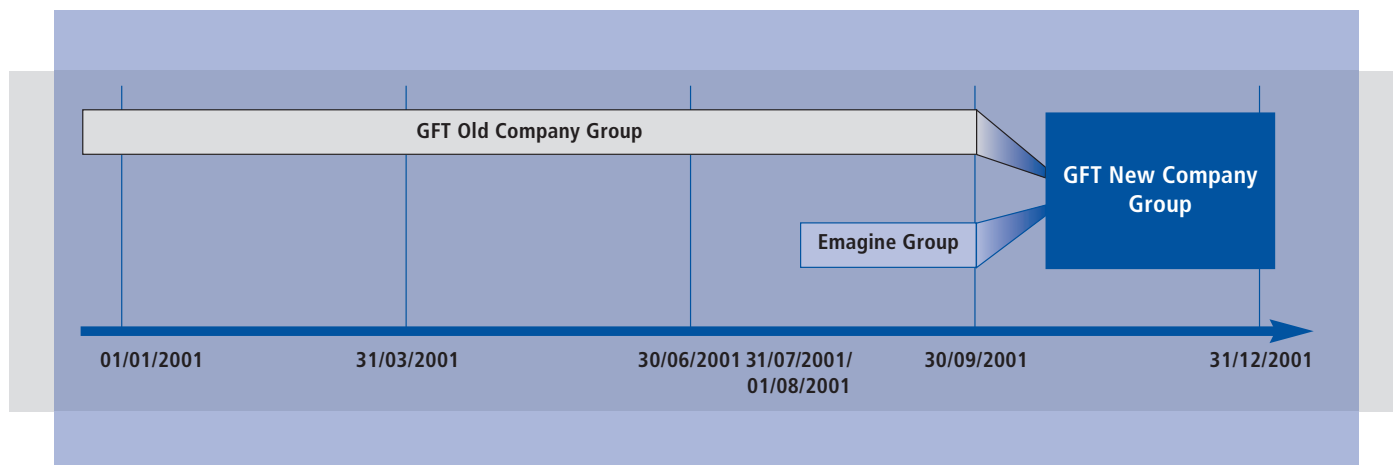 GFT Old Company Group
GFT New Company
Group
Emagine Group
01/01/2001
31/03/2001
30/06/2001
31/07/2001/
01/08/2001
30/09/2001
31/12/2001